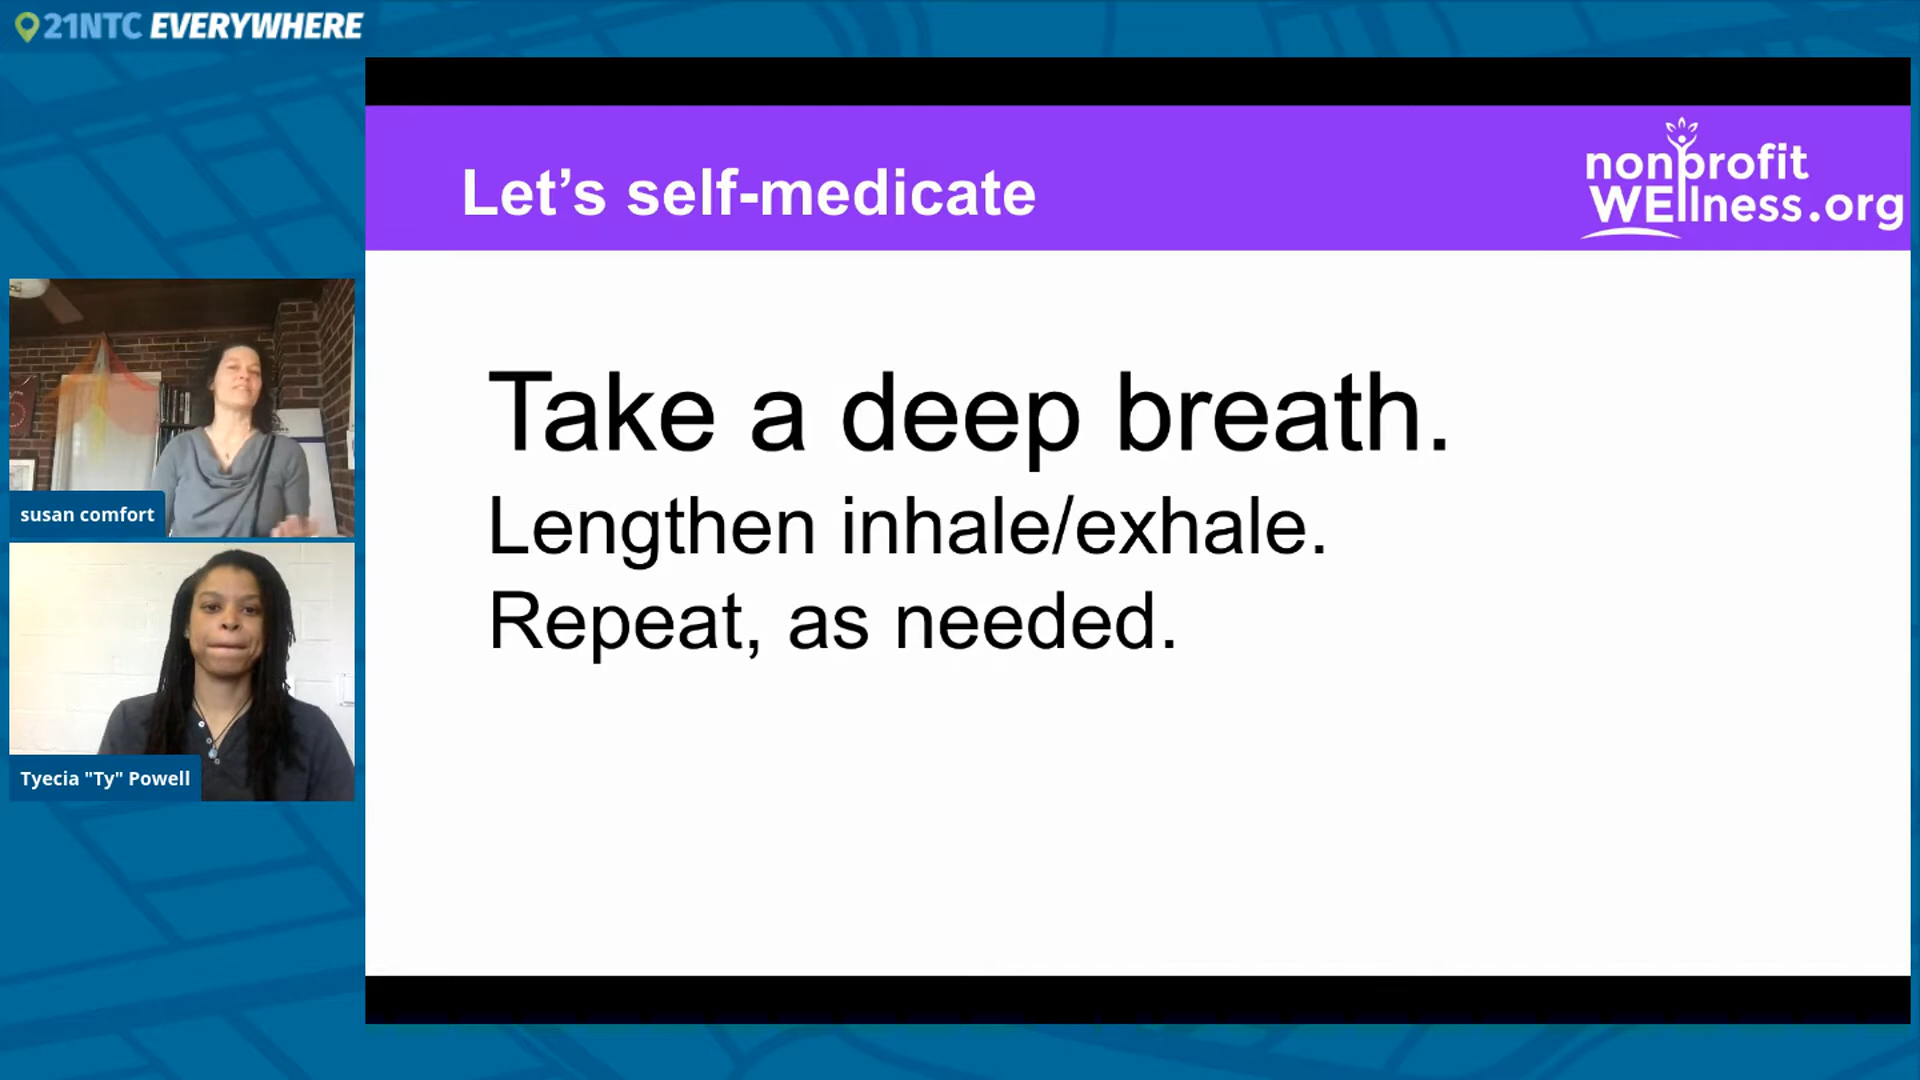 21NTC EVERYWHERE
Let's self-medicate
nonprofit
WEllness.org
Take a deep breath.
Lengthen inhale/exhale.
Repeat, as needed.
susan comfort
Tyecia "Ty" Powell